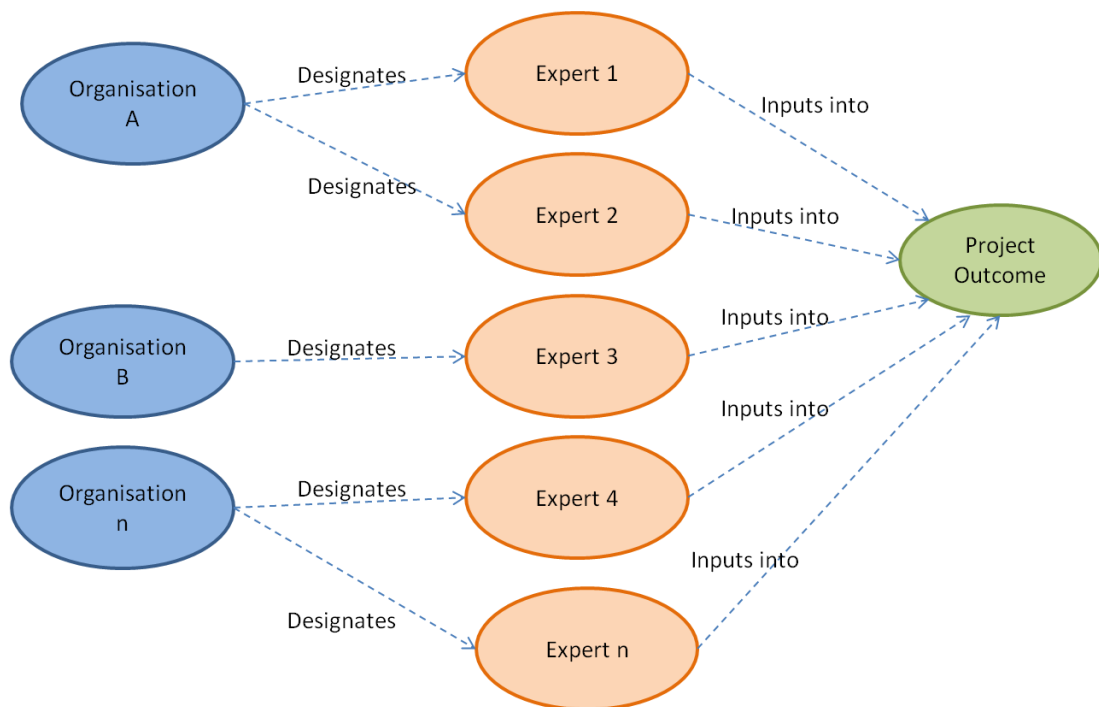 Organisation
A
Designates
Designates
Expert 1
Expert 2
Inputs into
Inputs into
Project
Outcome
Organisation
B
Designates
Expert 3
Inputs into
Organisation
n
Designates
Expert 4
Inputs into
Designates
Expert n
Inputs into